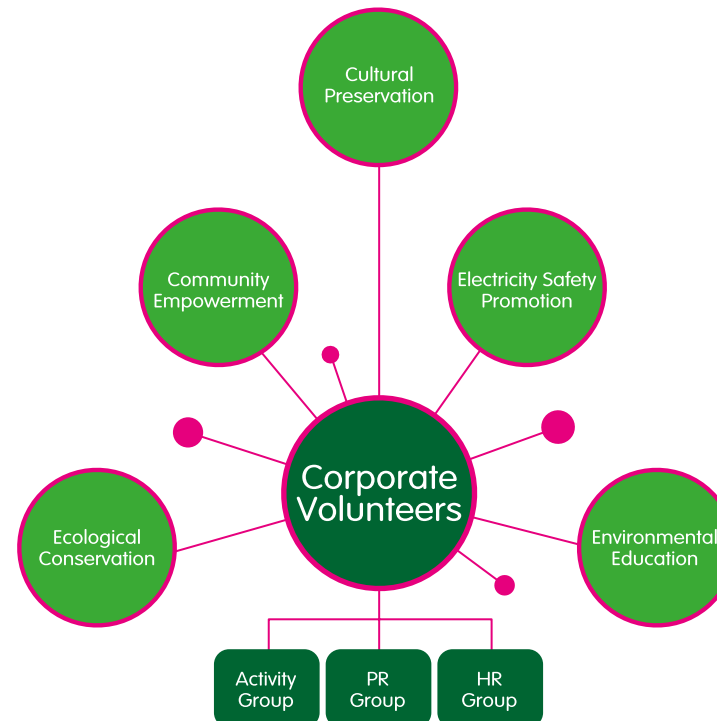 Cultural
Preservation
Community
Empowerment
Electricity Safety
Promotion
Corporate
Volunteers
Ecological
Conservation
Environmental
Education
Activity
Group
PR
Group
HR
Group